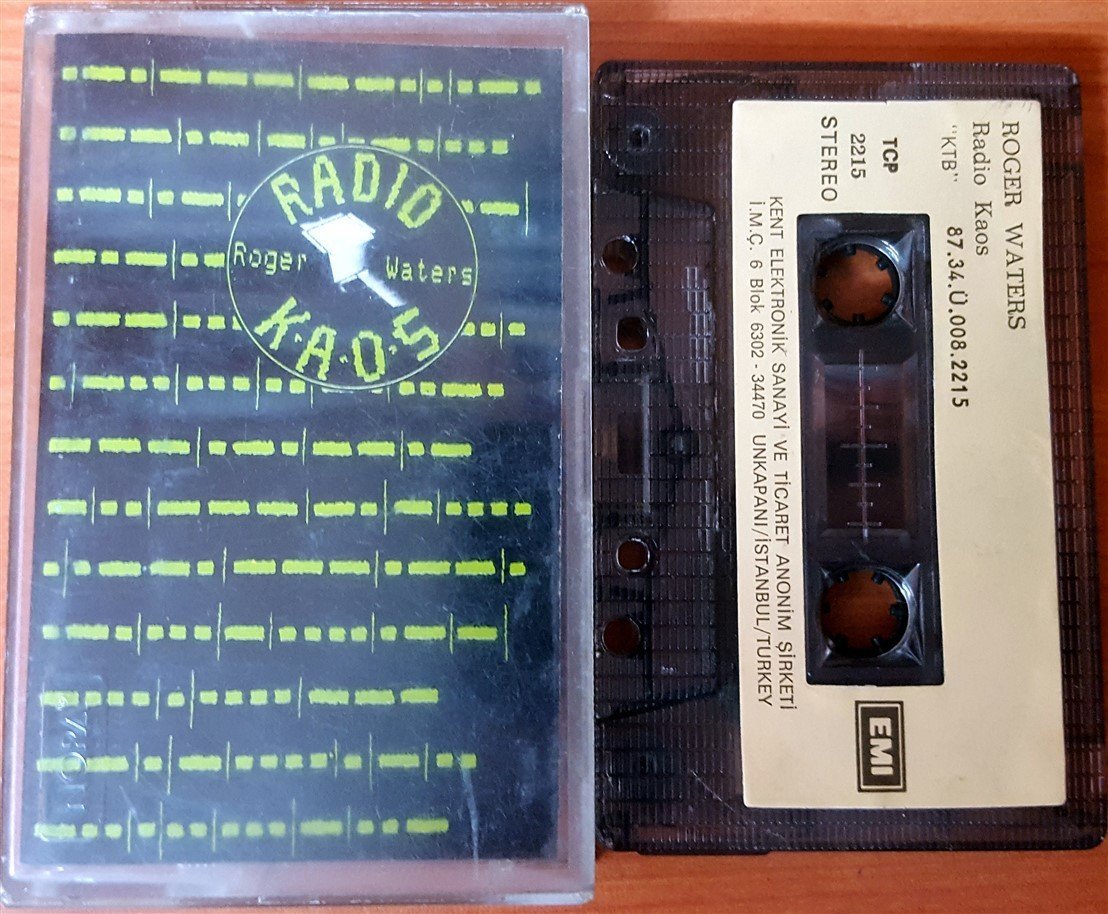 RADIO
Roger Waters
K·A·O·S
ROGER WATERS
Radio Kaos
"KTB"
87.34.Ü.008.2215
TCP
2215
STEREO
KENT ELEKTRONİK SANAYİ VE TİCARET ANONİM ŞİRKETİ
İ.M.Ç. 6 Blok 6302 - 34470 UNKAPANI/İSTANBUL/TURKEY
EMI